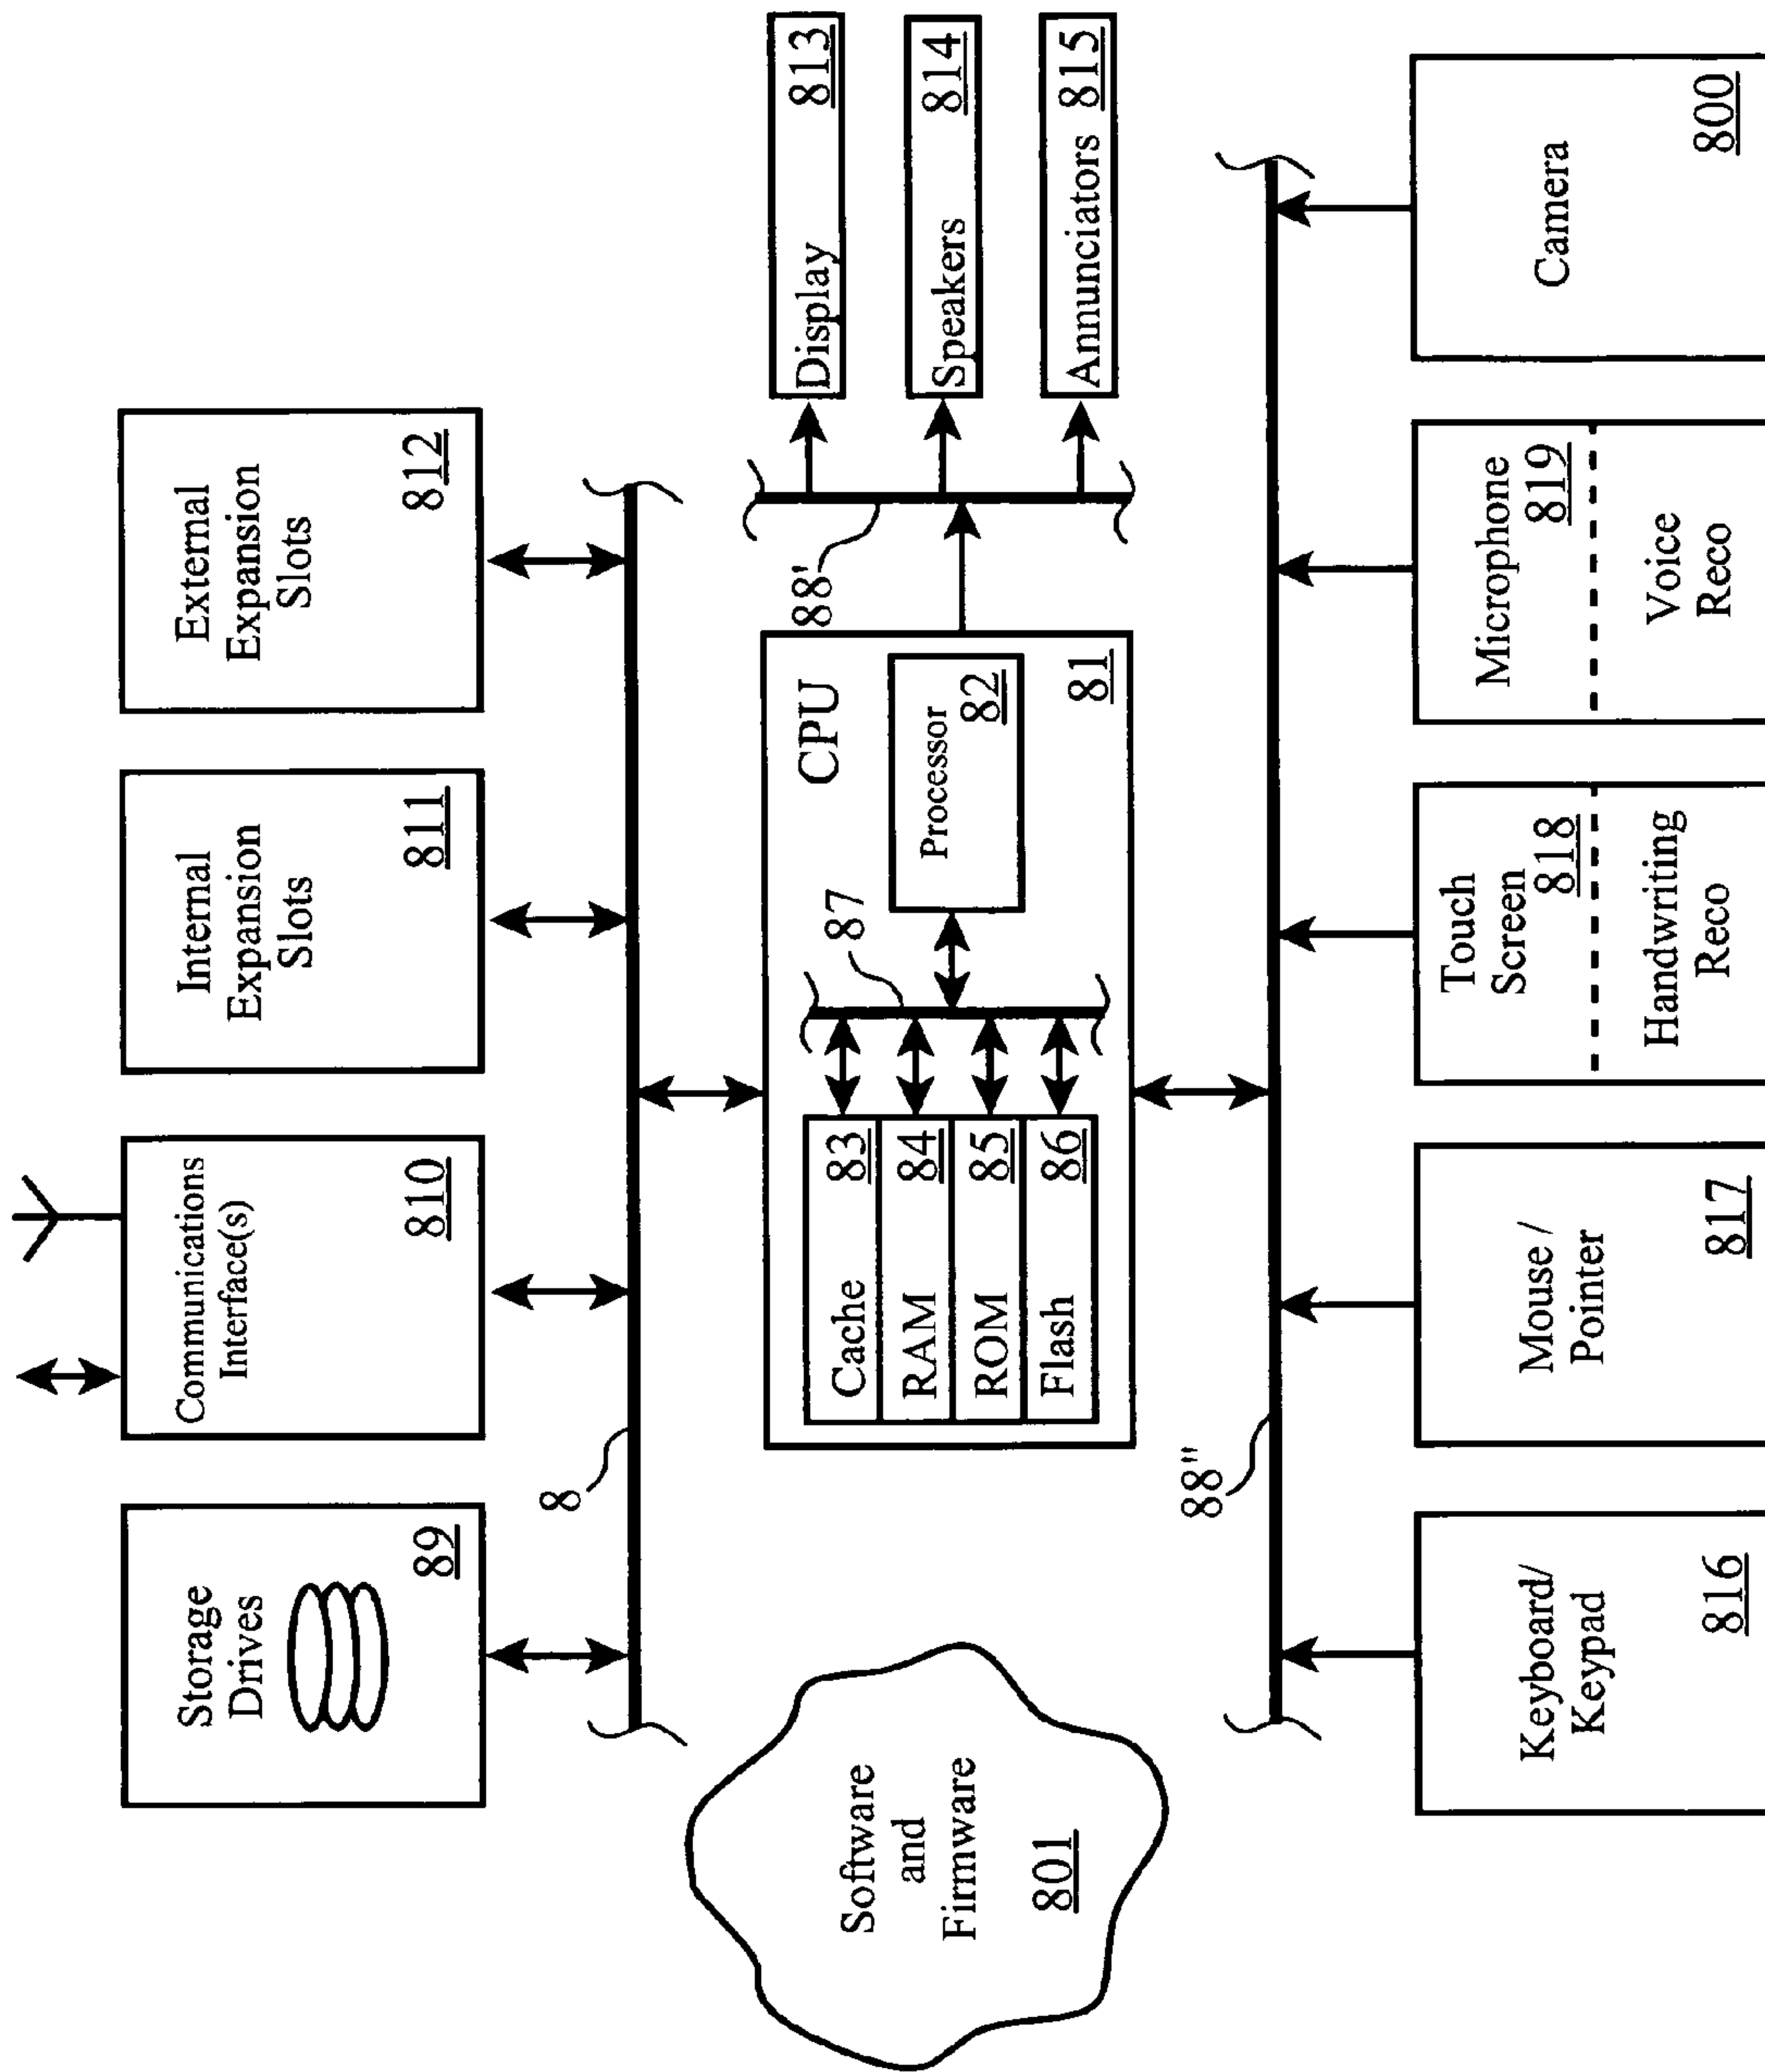 Storage
Drives
89
Communications
Interface(s)
810
Internal
Expansion
Slots
811
External
Expansion
Slots
812
8
Software
and
Firmware
801
CPU
Cache 83
RAM 84
ROM 85
Flash 86
87
Processor
82
81
88'
Display 813
Speakers 814
Annunciators 815
88"
Keyboard/
Keypad
816
Mouse /
Pointer
817
Touch
Screen
818
Handwriting
Reco
Microphone
819
Voice
Reco
Camera
800